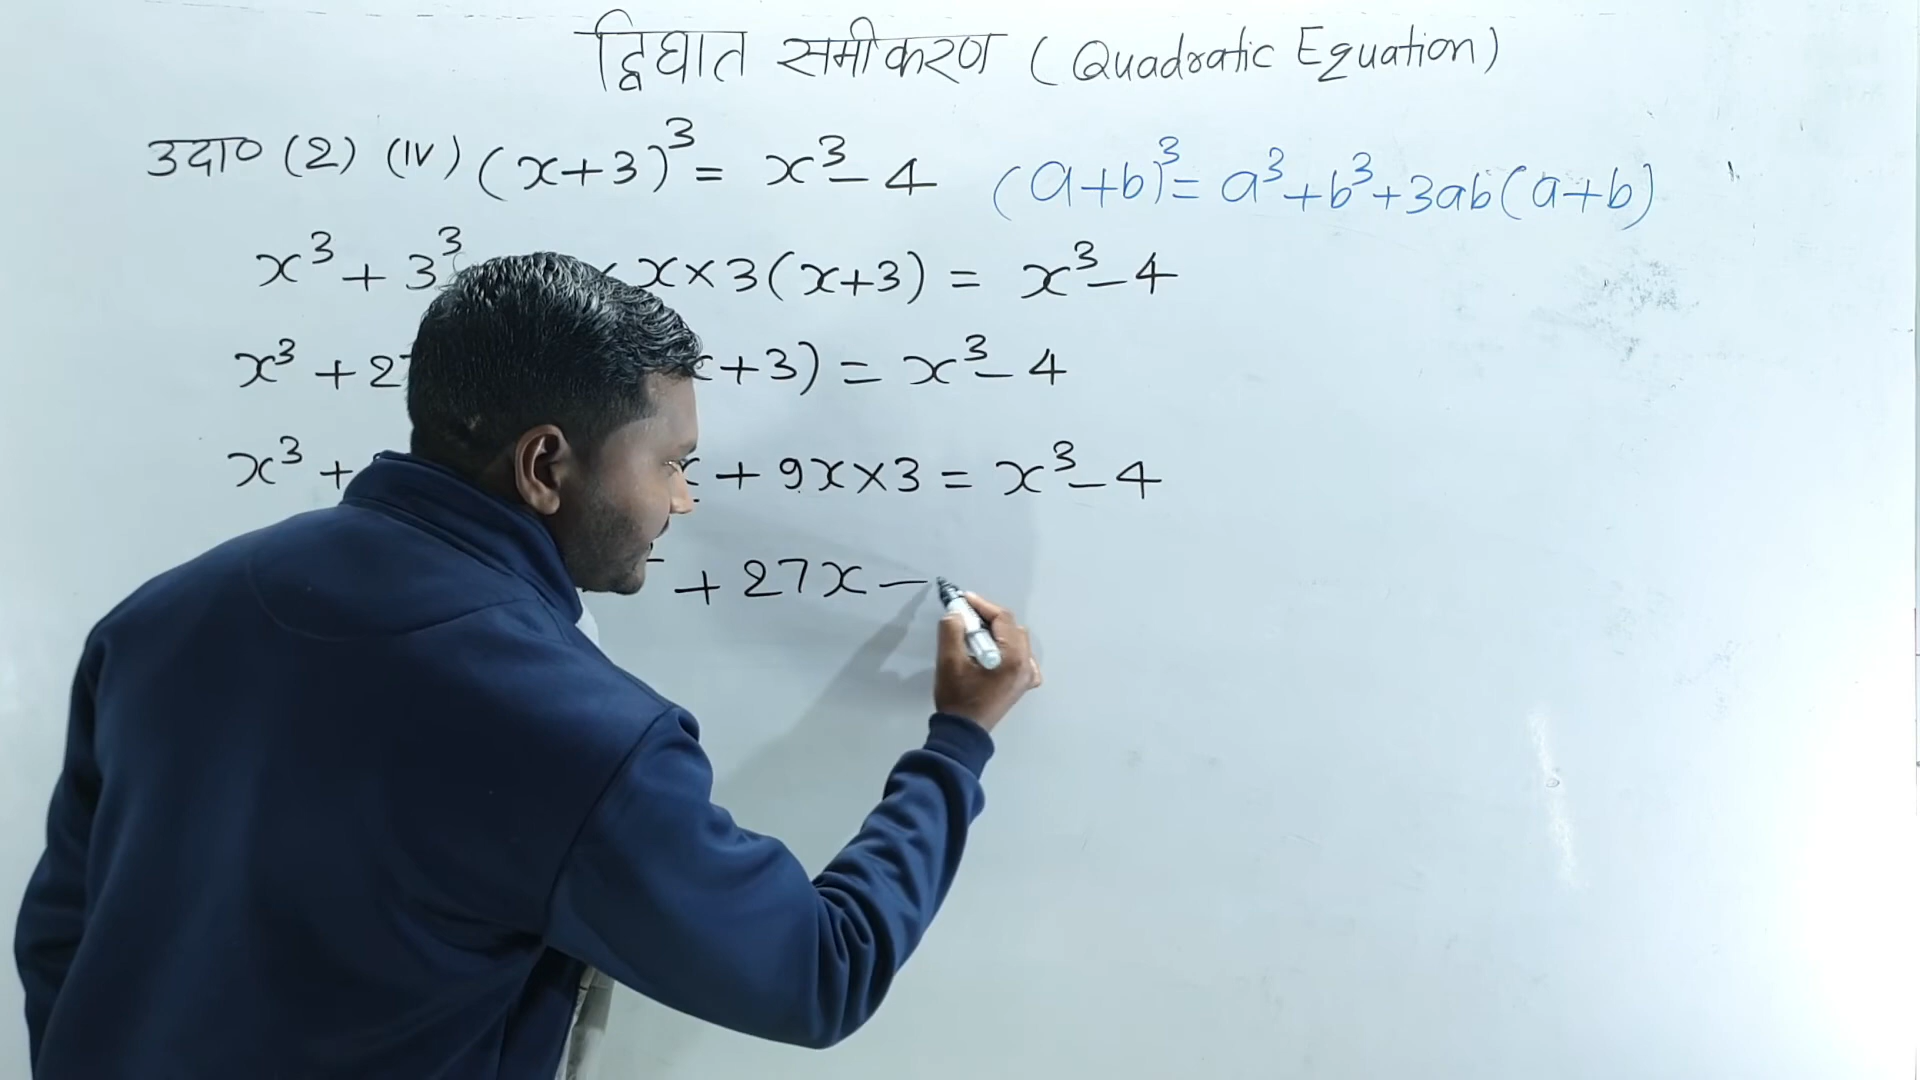 द्विघात समीकरण (Quadratic Equation)
उदा० (2) (IV) (x+3)³ = x³ - 4 (a+b)³ = a³ + b³ + 3ab(a+b)
x³ + 3³ x × 3(x+3) = x³ - 4
x³ + 2 +3) = x³ - 4
x³ + + 9x × 3 = x³ - 4
+ 27x -